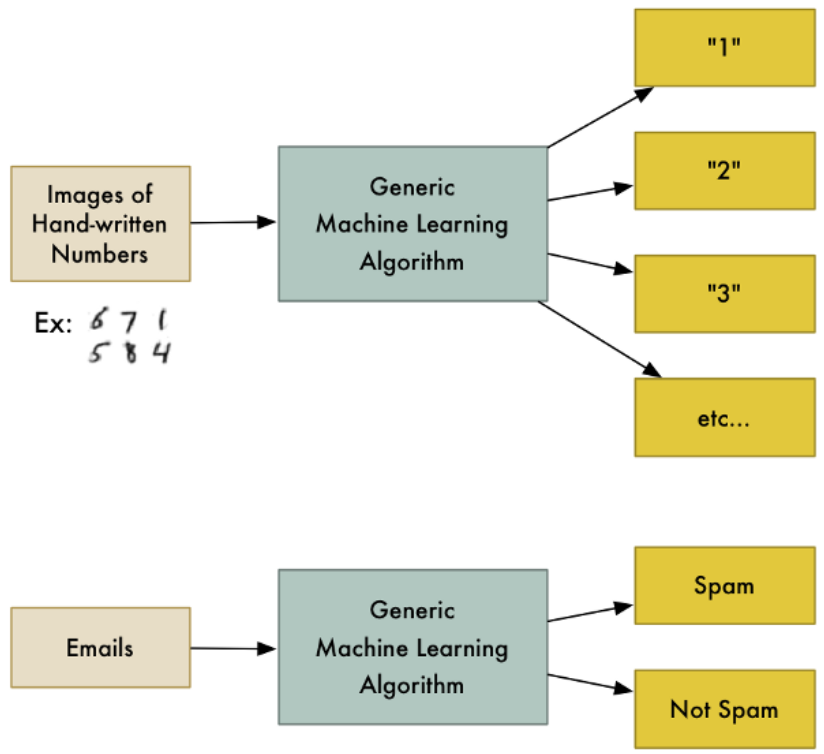 "1"
Images of
Hand-written
Numbers
Generic
Machine Learning
Algorithm
"2"
"3"
etc...
Ex: 6 7 1
5 8 4
Emails
Generic
Machine Learning
Algorithm
Spam
Not Spam